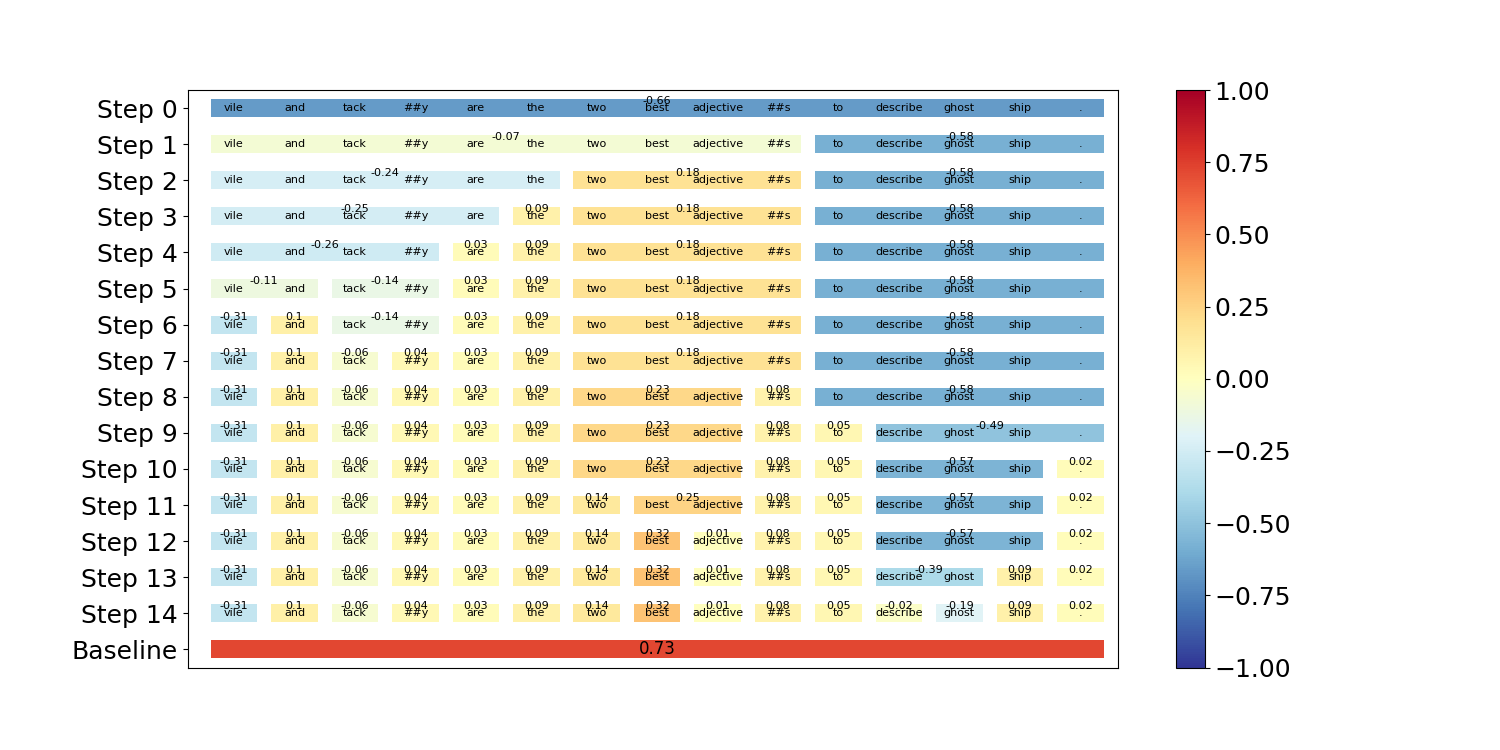 Step 0 vile and tack ##y are the two best adjective ##s to describe ghost ship . -0.66
Step 1 vile and tack ##y are the two best adjective ##s -0.07 to describe ghost ship . -0.58
Step 2 vile and tack ##y are the -0.24 two best adjective ##s 0.18 to describe ghost ship . -0.58
Step 3 vile and tack ##y are -0.25 the 0.09 two best adjective ##s 0.18 to describe ghost ship . -0.58
Step 4 vile and tack ##y -0.26 are 0.03 the 0.09 two best adjective ##s 0.18 to describe ghost ship . -0.58
Step 5 vile and -0.11 tack ##y -0.14 are 0.03 the 0.09 two best adjective ##s 0.18 to describe ghost ship . -0.58
Step 6 vile -0.31 and 0.1 tack ##y -0.14 are 0.03 the 0.09 two best adjective ##s 0.18 to describe ghost ship . -0.58
Step 7 vile -0.31 and 0.1 tack -0.06 ##y 0.04 are 0.03 the 0.09 two best adjective ##s 0.18 to describe ghost ship . -0.58
Step 8 vile -0.31 and 0.1 tack -0.06 ##y 0.04 are 0.03 the 0.09 two best adjective 0.23 ##s 0.08 to describe ghost ship . -0.58
Step 9 vile -0.31 and 0.1 tack -0.06 ##y 0.04 are 0.03 the 0.09 two best adjective 0.23 ##s 0.08 to 0.05 describe ghost ship . -0.49
Step 10 vile -0.31 and 0.1 tack -0.06 ##y 0.04 are 0.03 the 0.09 two best adjective 0.23 ##s 0.08 to 0.05 describe ghost ship -0.57 . 0.02
Step 11 vile -0.31 and 0.1 tack -0.06 ##y 0.04 are 0.03 the 0.09 two 0.14 best adjective 0.25 ##s 0.08 to 0.05 describe ghost ship -0.57 . 0.02
Step 12 vile -0.31 and 0.1 tack -0.06 ##y 0.04 are 0.03 the 0.09 two 0.14 best 0.32 adjective 0.01 ##s 0.08 to 0.05 describe ghost ship -0.57 . 0.02
Step 13 vile -0.31 and 0.1 tack -0.06 ##y 0.04 are 0.03 the 0.09 two 0.14 best 0.32 adjective 0.01 ##s 0.08 to 0.05 describe ghost -0.39 ship 0.09 . 0.02
Step 14 vile -0.31 and 0.1 tack -0.06 ##y 0.04 are 0.03 the 0.09 two 0.14 best 0.32 adjective 0.01 ##s 0.08 to 0.05 describe -0.02 ghost -0.19 ship 0.09 . 0.02
Baseline 0.73
1.00
0.75
0.50
0.25
0.00
−0.25
−0.50
−0.75
−1.00